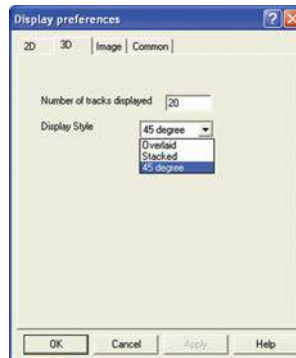 Display preferences
2D 3D Image Common
Number of tracks displayed 20
Display Style 45 degree
Overlaid
Stacked
45 degree
OK Cancel Apply Help